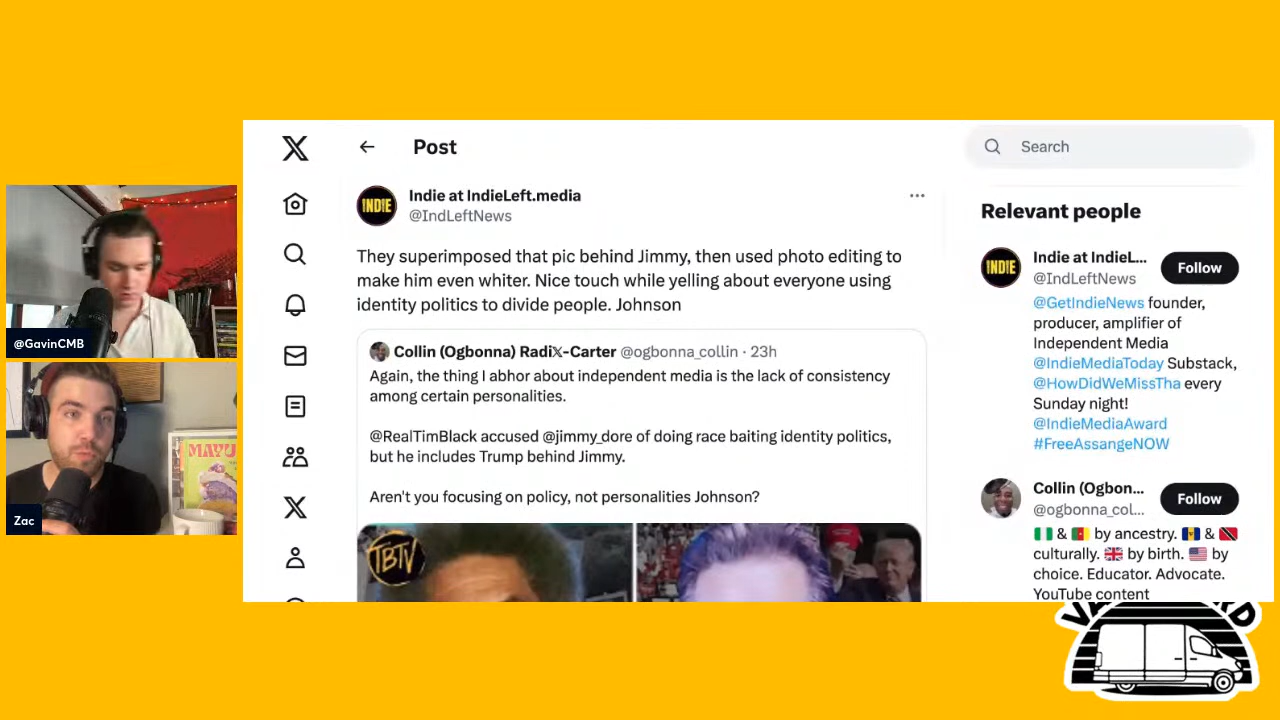 Post
Search
Indie at IndieLeft.media
@IndLeftNews
They superimposed that pic behind Jimmy, then used photo editing to
make him even whiter. Nice touch while yelling about everyone using
identity politics to divide people. Johnson
Collin (Ogbonna) Radi𝕏-Carter @ogbonna_collin · 23h
Again, the thing I abhor about independent media is the lack of consistency
among certain personalities.
@RealTimBlack accused @jimmy_dore of doing race baiting identity politics,
but he includes Trump behind Jimmy.
Aren't you focusing on policy, not personalities Johnson?
TBTV
INDIE
Relevant people
INDIE
Indie at IndieL...
@IndLeftNews
Follow
@GetIndieNews founder,
producer, amplifier of
Independent Media
@IndieMediaToday Substack,
@HowDidWeMissTha every
Sunday night!
@IndieMediaAward
#FreeAssangeNOW
Collin (Ogbon...
@ogbonna_col...
Follow
& by ancestry. &
culturally. by birth. by
choice. Educator. Advocate.
YouTube content
@GavinCMB
Zac